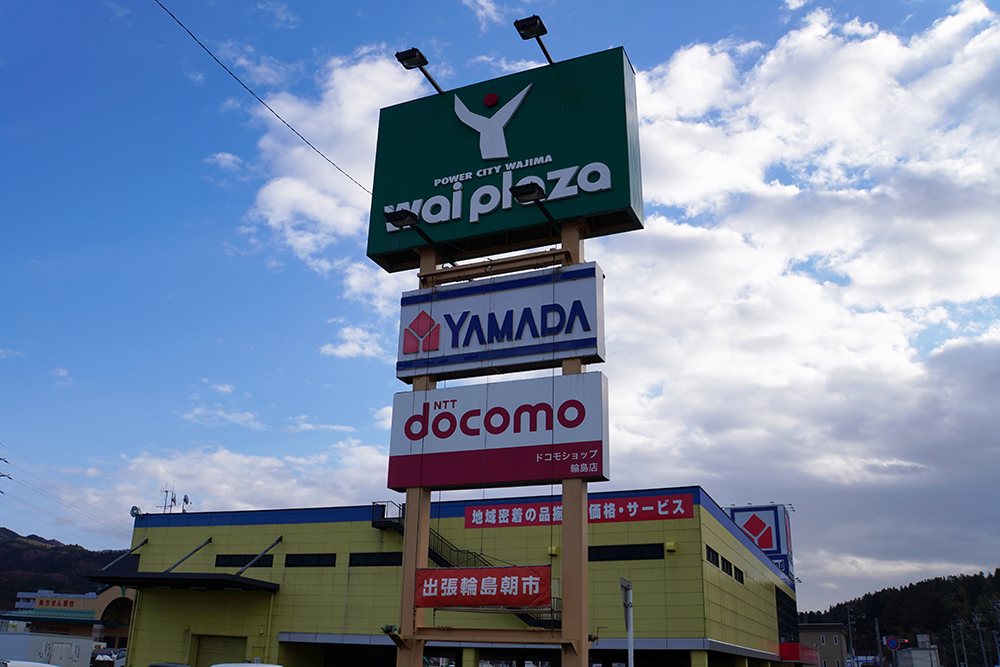 POWER CITY WAJIMA
wai plaza
YAMADA
NTT
docomo
ドコモショップ
輪島店
地域密着の品揃 価格・サービス
出張輪島朝市